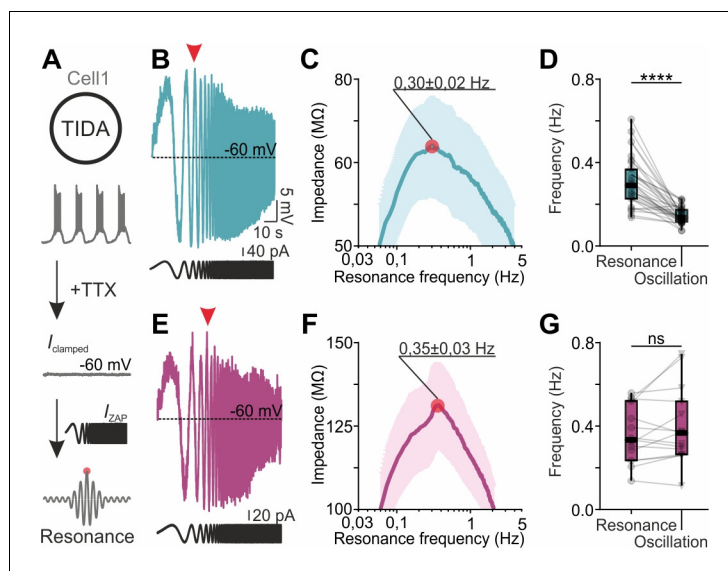 A
Cell1
TIDA
+TTX
Iclamped
-60 mV
IZAP
Resonance
B
-60 mV
5 mV
10 s
40 pA
C
0,30±0,02 Hz
Impedance (MΩ)
80
60
50
0,03 0,1 1 5
Resonance frequency (Hz)
D
****
Frequency (Hz)
0.8
0.4
0.0
Resonance
Oscillation
E
-60 mV
20 pA
F
0,35±0,03 Hz
Impedance (MΩ)
150
125
100
0,03 0,1 1 5
Resonance frequency (Hz)
G
ns
Frequency (Hz)
0.8
0.4
0.0
Resonance
Oscillation